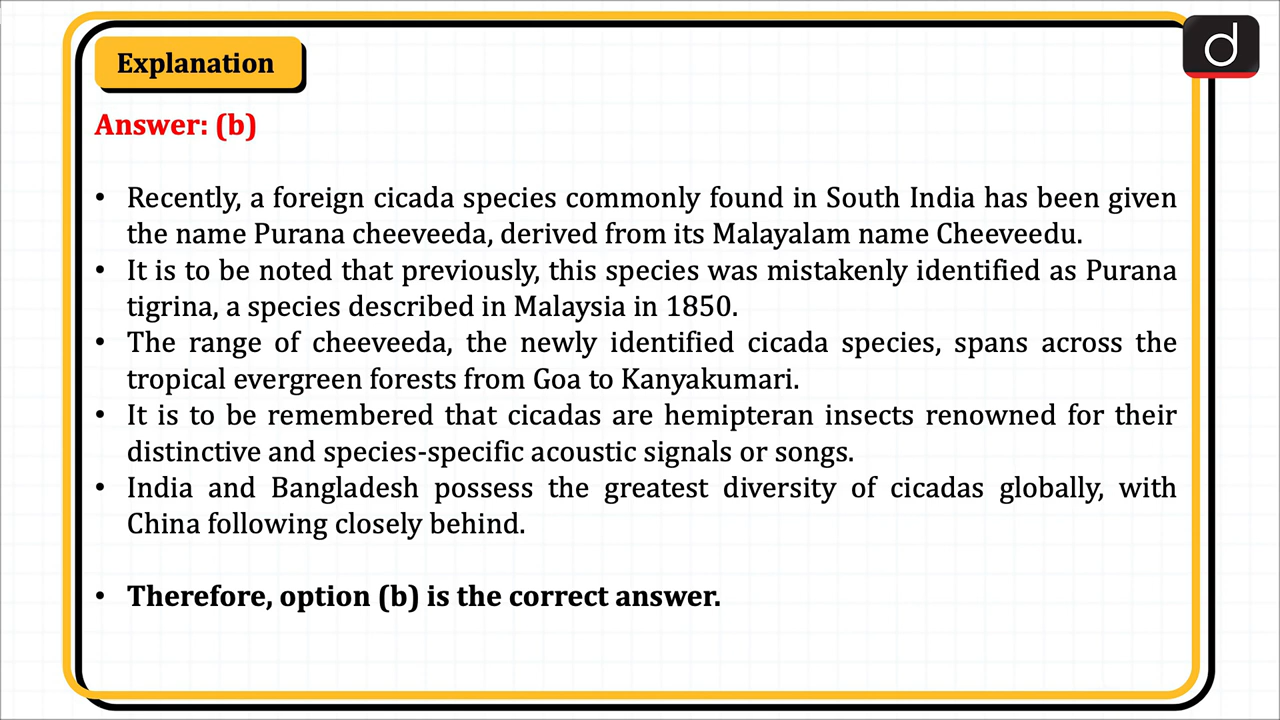 Explanation
d
Answer: (b)
• Recently, a foreign cicada species commonly found in South India has been given
the name Purana cheeveeda, derived from its Malayalam name Cheeveedu.
• It is to be noted that previously, this species was mistakenly identified as Purana
tigrina, a species described in Malaysia in 1850.
• The range of cheeveeda, the newly identified cicada species, spans across the
tropical evergreen forests from Goa to Kanyakumari.
• It is to be remembered that cicadas are hemipteran insects renowned for their
distinctive and species-specific acoustic signals or songs.
• India and Bangladesh possess the greatest diversity of cicadas globally, with
China following closely behind.
• Therefore, option (b) is the correct answer.